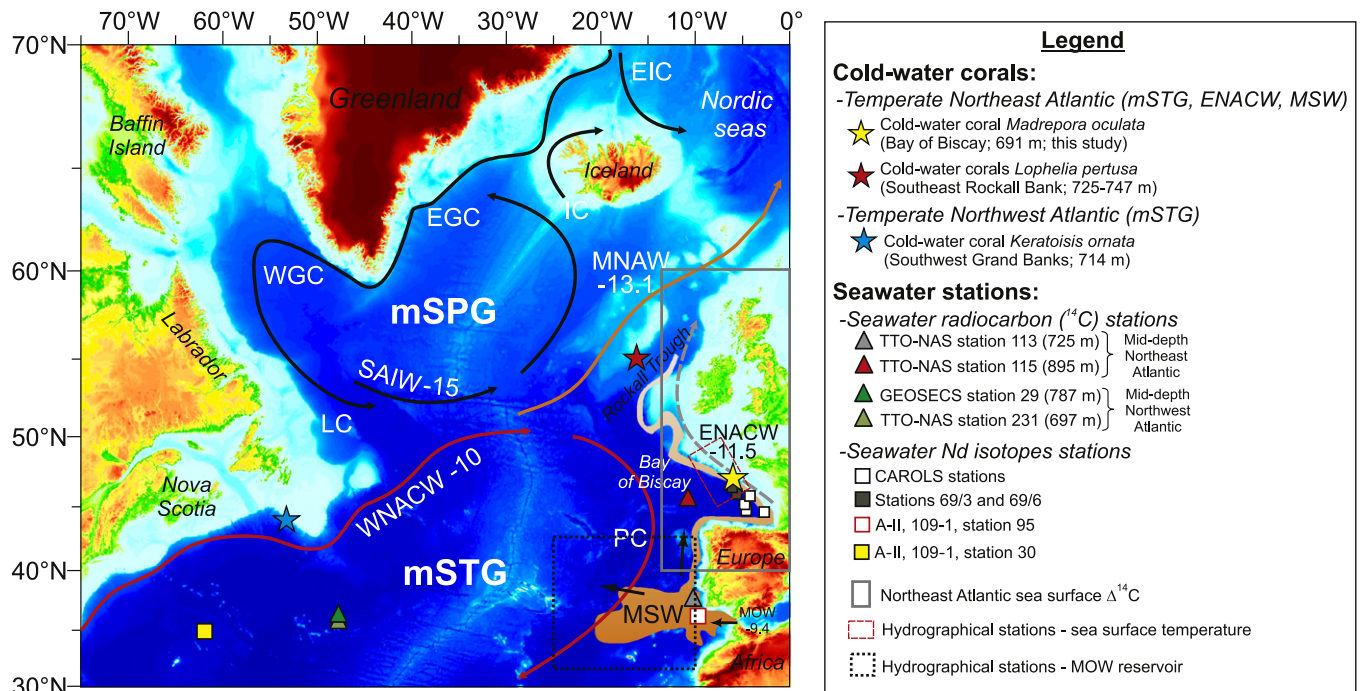 70°W 60°W 50°W 40°W 30°W 20°W 10°W 0°
70°N
60°N
50°N
40°N
30°N
Greenland
Baffin
Island
EIC
Nordic
seas
Iceland
IC
EGC
WGC
MNAW
-13.1
mSPG
Labrador
SAIW -15
Rockall Trough
LC
ENACW
-11.5
Bay
of Biscay
Nova
Scotia
WNACW -10
PC
Europe
mSTG
MSW
MOW
-9.4
Africa
Legend
Cold-water corals:
-Temperate Northeast Atlantic (mSTG, ENACW, MSW)
Cold-water coral Madrepora oculata
(Bay of Biscay; 691 m; this study)
Cold-water corals Lophelia pertusa
(Southeast Rockall Bank; 725-747 m)
-Temperate Northwest Atlantic (mSTG)
Cold-water coral Keratoisis ornata
(Southwest Grand Banks; 714 m)
Seawater stations:
-Seawater radiocarbon (¹⁴C) stations
TTO-NAS station 113 (725 m)
TTO-NAS station 115 (895 m)
Mid-depth
Northeast
Atlantic
GEOSECS station 29 (787 m)
TTO-NAS station 231 (697 m)
Mid-depth
Northwest
Atlantic
-Seawater Nd isotopes stations
CAROLS stations
Stations 69/3 and 69/6
A-II, 109-1, station 95
A-II, 109-1, station 30
Northeast Atlantic sea surface Δ¹⁴C
Hydrographical stations - sea surface temperature
Hydrographical stations - MOW reservoir